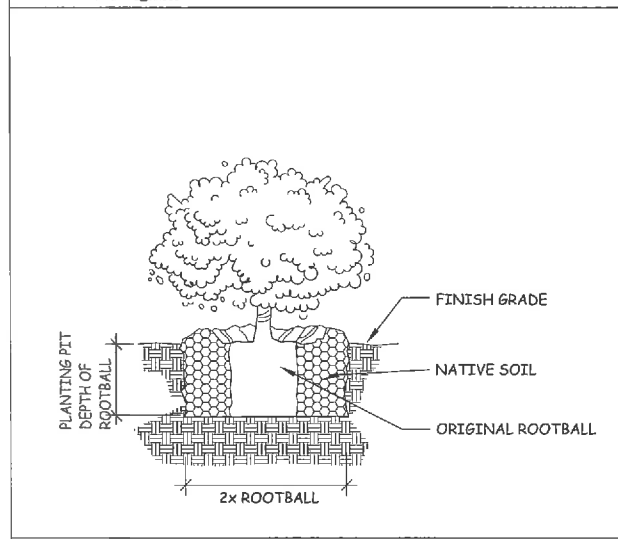 FINISH GRADE
NATIVE SOIL
ORIGINAL ROOTBALL
PLANTING PIT
DEPTH OF
ROOTBALL
2x ROOTBALL